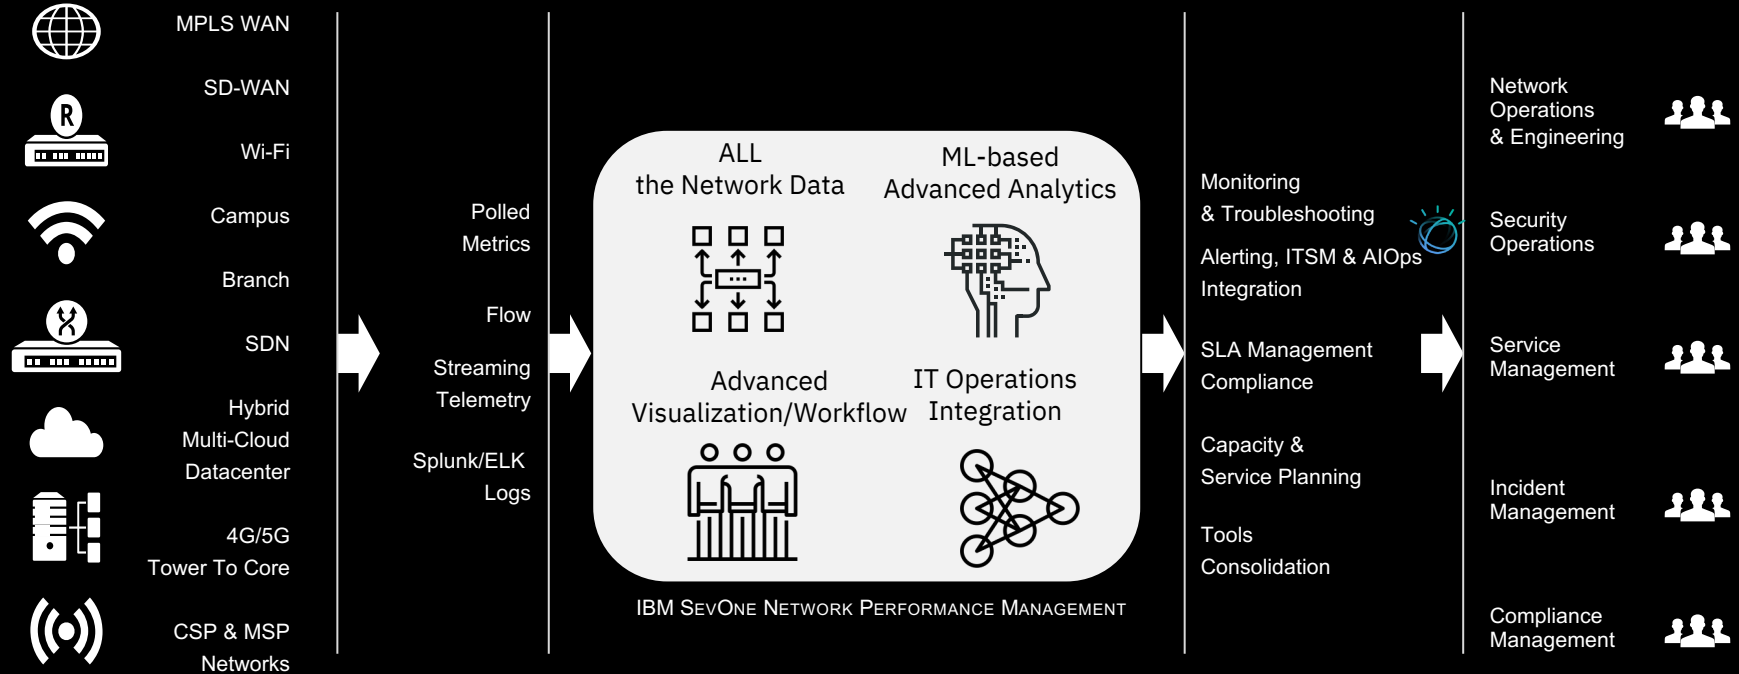 MPLS WAN
SD-WAN
R
Wi-Fi
Campus
Branch
SDN
Hybrid
Multi-Cloud
Datacenter
4G/5G
Tower To Core
CSP & MSP
Networks
Polled
Metrics
Flow
Streaming
Telemetry
Splunk/ELK
Logs
ALL
the Network Data
ML-based
Advanced Analytics
Advanced
Visualization/Workflow
IT Operations
Integration
IBM SEVONE NETWORK PERFORMANCE MANAGEMENT
Monitoring
& Troubleshooting
Alerting, ITSM & AIOps
Integration
SLA Management
Compliance
Capacity &
Service Planning
Tools
Consolidation
Network
Operations
& Engineering
Security
Operations
Service
Management
Incident
Management
Compliance
Management